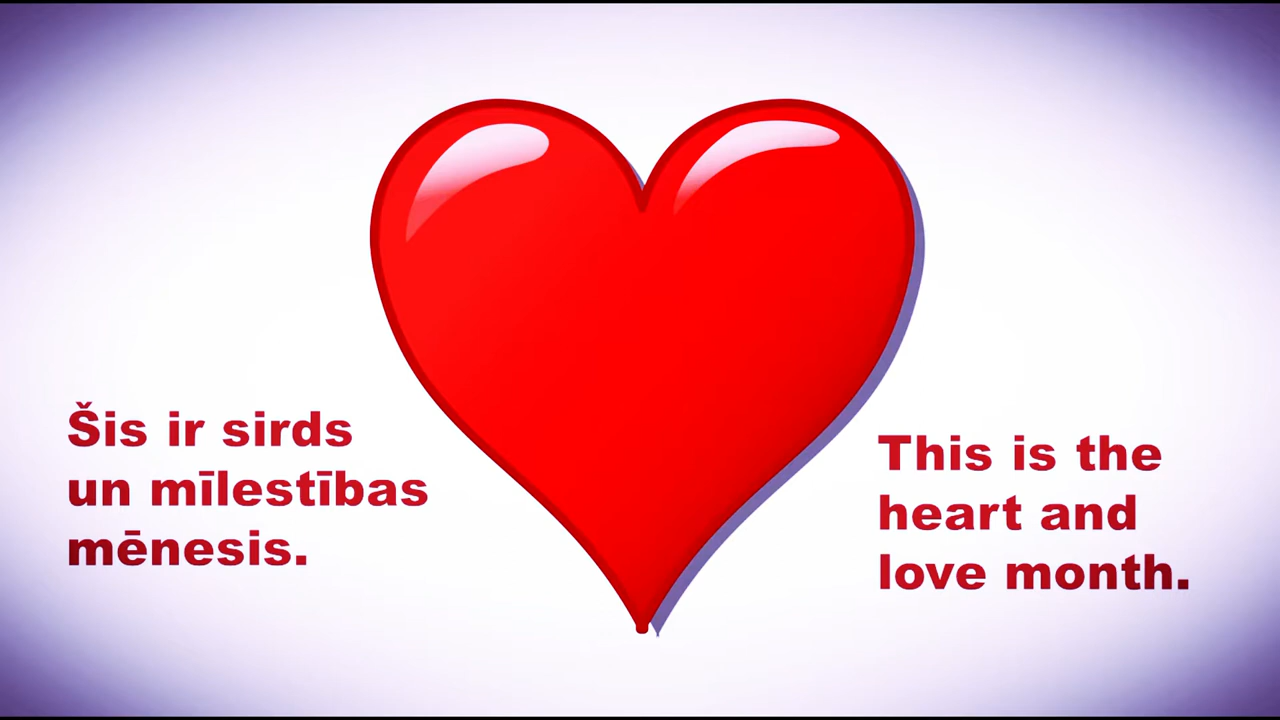 Šis ir sirds
un mīlestības
mēnesis.
This is the
heart and
love month.